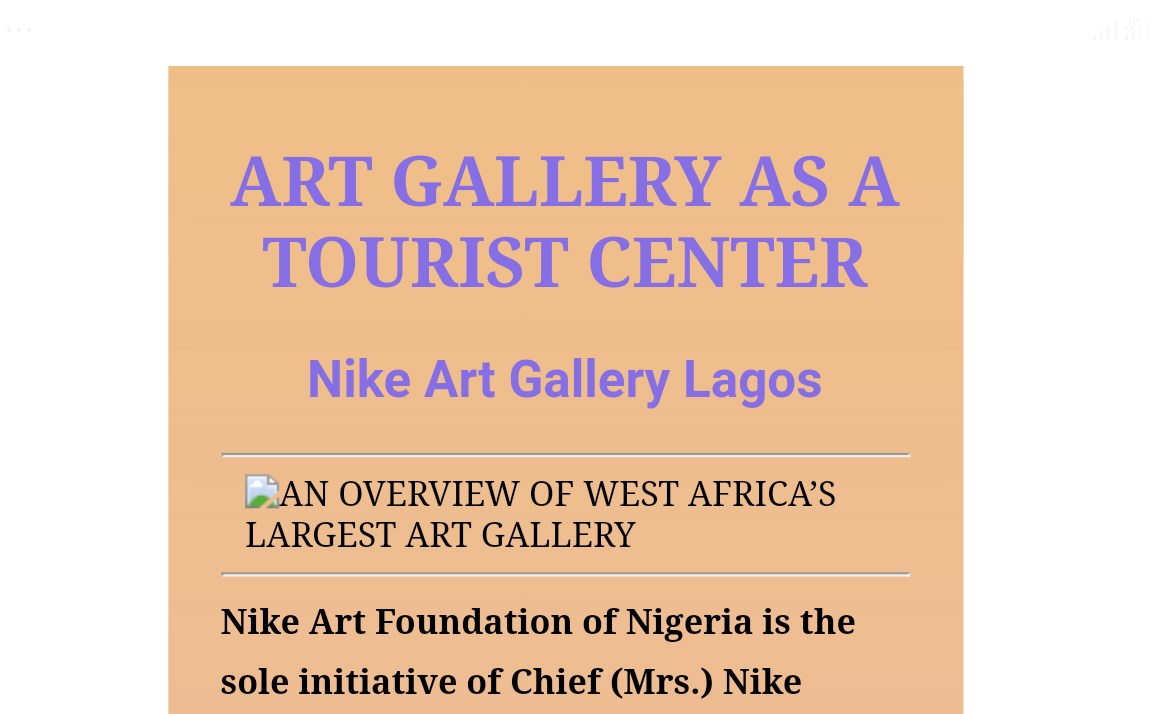 ART GALLERY AS A
TOURIST CENTER
Nike Art Gallery Lagos
AN OVERVIEW OF WEST AFRICA’S
LARGEST ART GALLERY
Nike Art Foundation of Nigeria is the
sole initiative of Chief (Mrs.) Nike